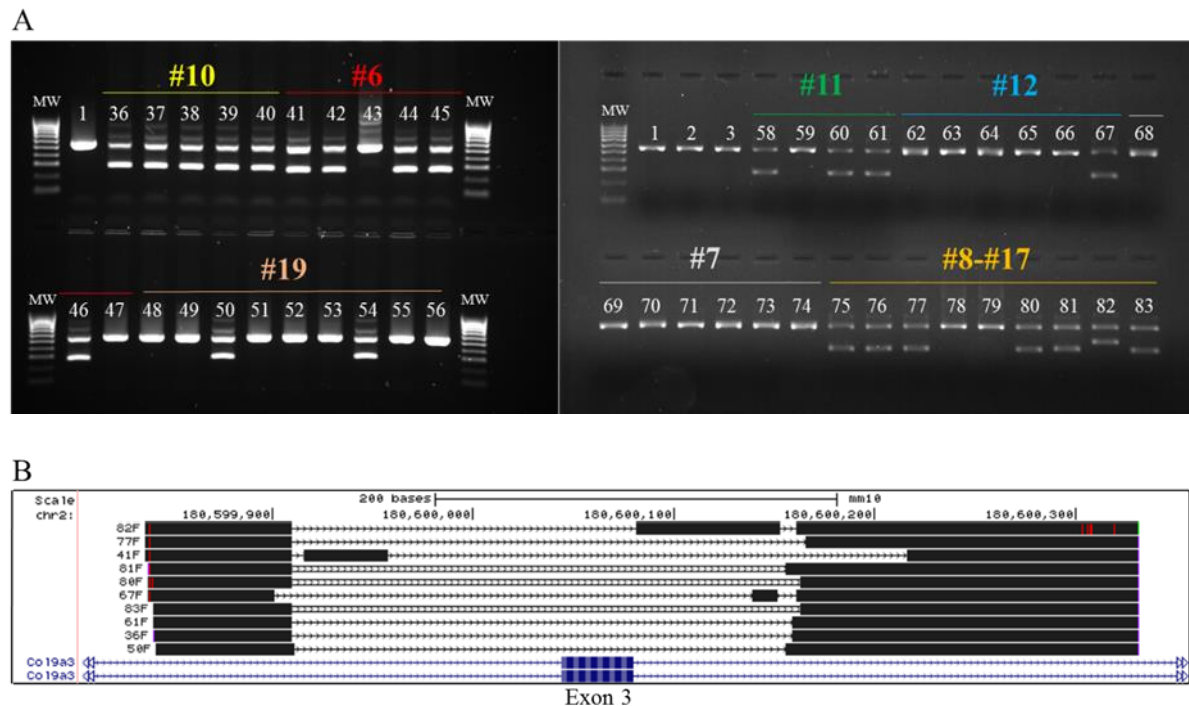 A
#10 #6
MW 1 36 37 38 39 40 41 42 43 44 45 MW
#19
MW 46 47 48 49 50 51 52 53 54 55 56 MW
#11 #12
MW 1 2 3 58 59 60 61 62 63 64 65 66 67 68
#7 #8-#17
69 70 71 72 73 74 75 76 77 78 79 80 81 82 83
B
Scale 200 bases mm10
chr2: 180,599,900 180,600,000 180,600,100 180,600,200 180,600,300
82F
77F
41F
81F
80F
67F
83F
61F
36F
50F
Col9a3
Col9a3
Exon 3